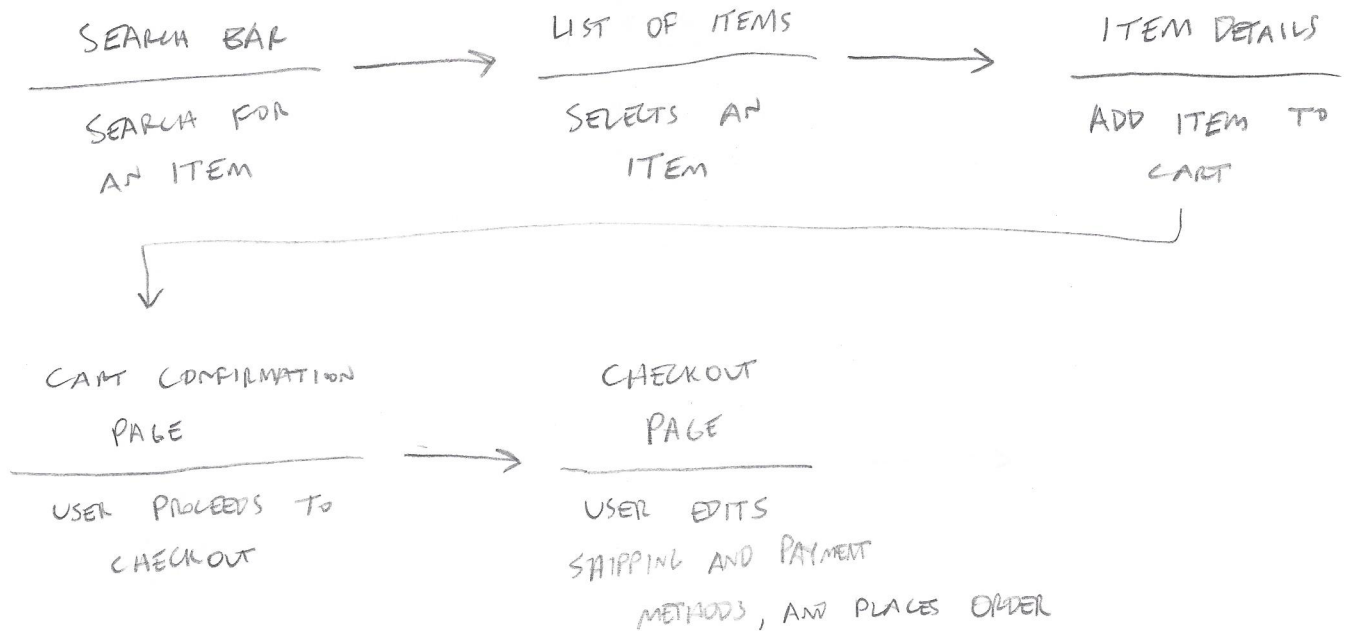 SEARCH BAR
SEARCH FOR
AN ITEM
LIST OF ITEMS
SELECTS AN
ITEM
ITEM DETAILS
ADD ITEM TO
CART
CART CONFIRMATION
PAGE
USER PROCEEDS TO
CHECKOUT
CHECKOUT
PAGE
USER EDITS
SHIPPING AND PAYMENT
METHODS, AND PLACES ORDER